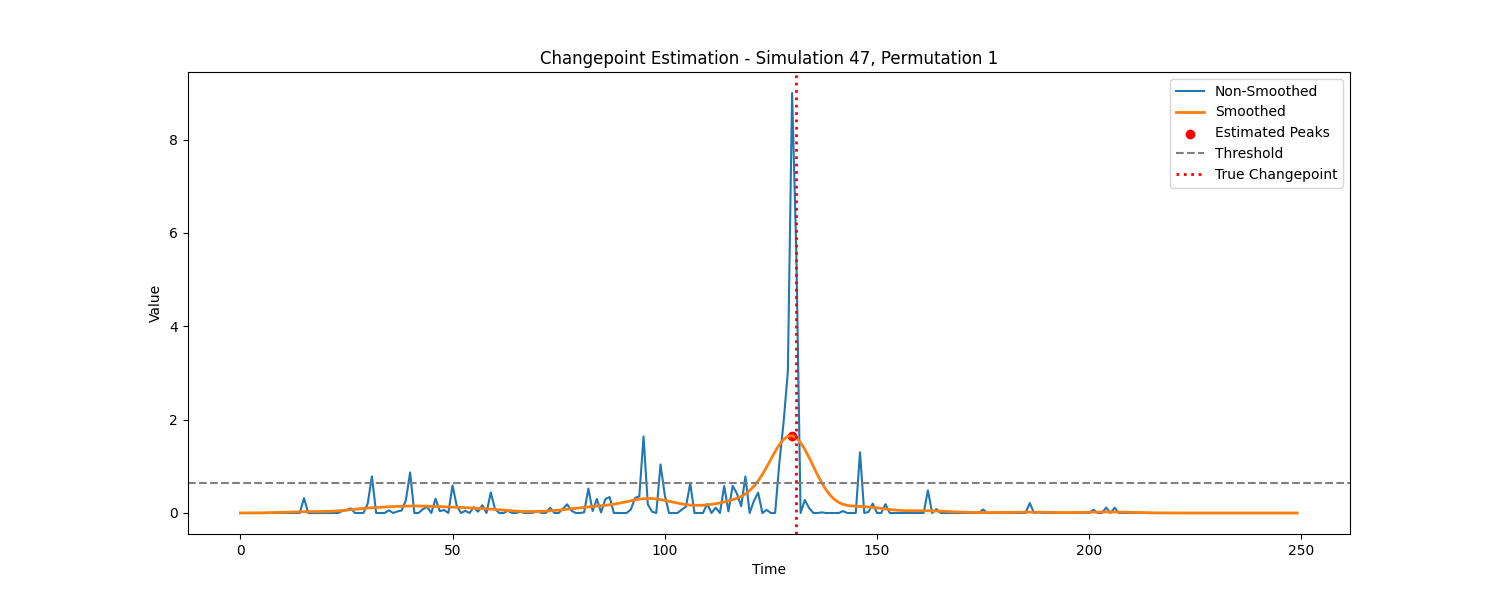 Changepoint Estimation - Simulation 47, Permutation 1
Non-Smoothed
Smoothed
Estimated Peaks
Threshold
True Changepoint
Value
8
6
4
2
0
0
50
100
150
200
250
Time